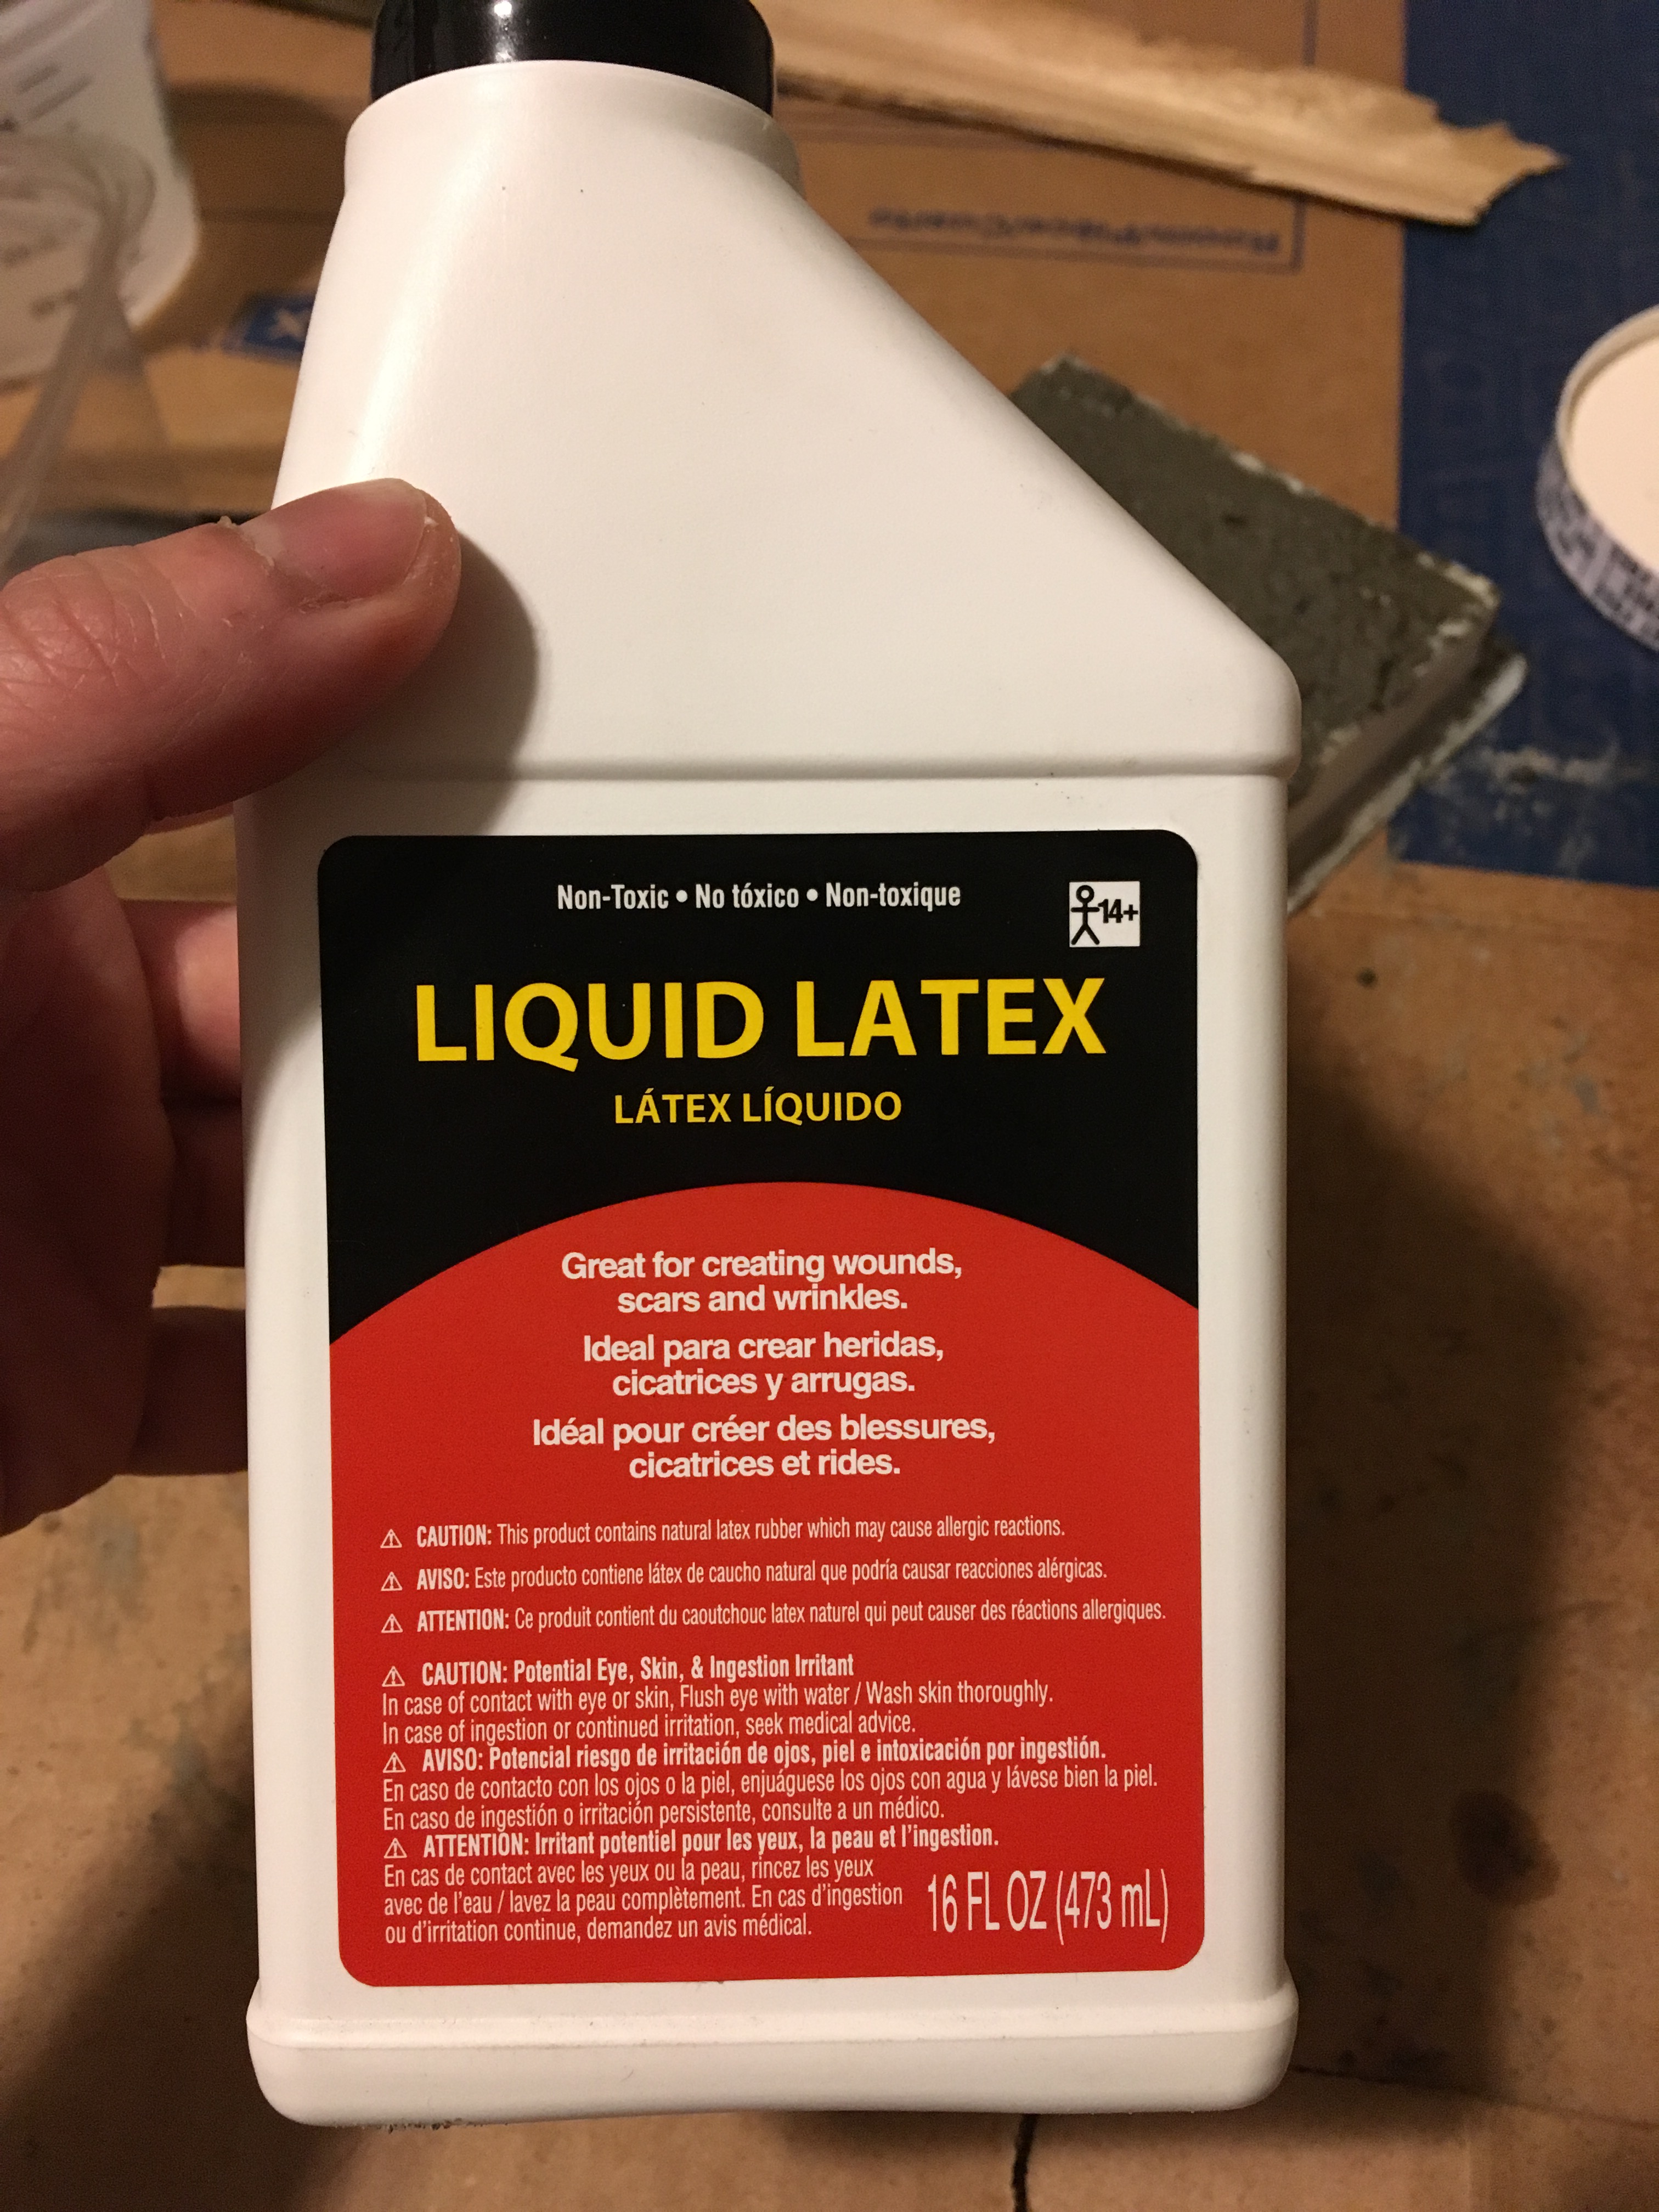 Non-Toxic • No tóxico • Non-toxique
14+
LIQUID LATEX
LÁTEX LÍQUIDO
Great for creating wounds,
scars and wrinkles.
Ideal para crear heridas,
cicatrices y arrugas.
Idéal pour créer des blessures,
cicatrices et rides.
⚠ CAUTION: This product contains natural latex rubber which may cause allergic reactions.
⚠ AVISO: Este producto contiene látex de caucho natural que podría causar reacciones alérgicas.
⚠ ATTENTION: Ce produit contient du caoutchouc latex naturel qui peut causer des réactions allergiques.
⚠ CAUTION: Potential Eye, Skin, & Ingestion Irritant
In case of contact with eye or skin, Flush eye with water / Wash skin thoroughly.
In case of ingestion or continued irritation, seek medical advice.
⚠ AVISO: Potencial riesgo de irritación de ojos, piel e intoxicación por ingestión.
En caso de contacto con los ojos o la piel, enjuáguese los ojos con agua y lávese bien la piel.
En caso de ingestión o irritación persistente, consulte a un médico.
⚠ ATTENTION: Irritant potentiel pour les yeux, la peau et l'ingestion.
En cas de contact avec les yeux ou la peau, rincez les yeux
avec de l'eau / lavez la peau complètement. En cas d'ingestion
ou d'irritation continue, demandez un avis médical.
16 FL OZ (473 mL)